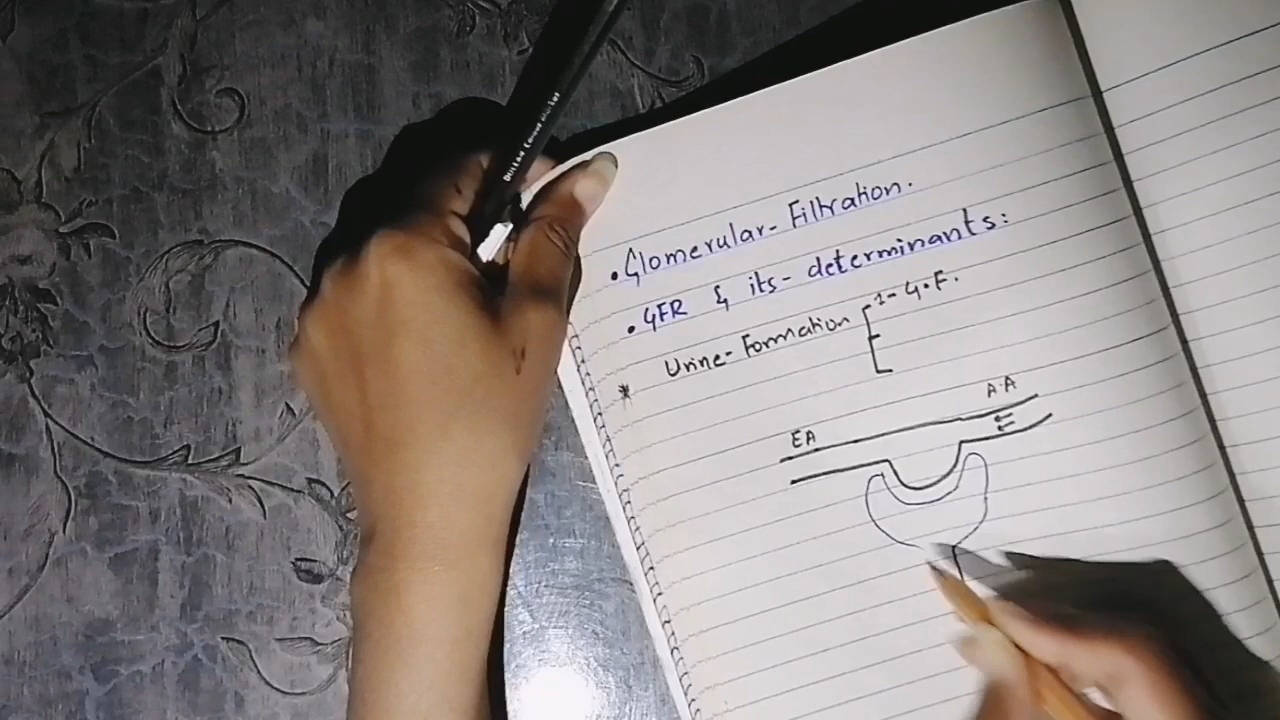 • Glomerular-Filtration.
• GFR & its- determinants:
* Urine-Formation [ 1- G.F.
A.A
EA